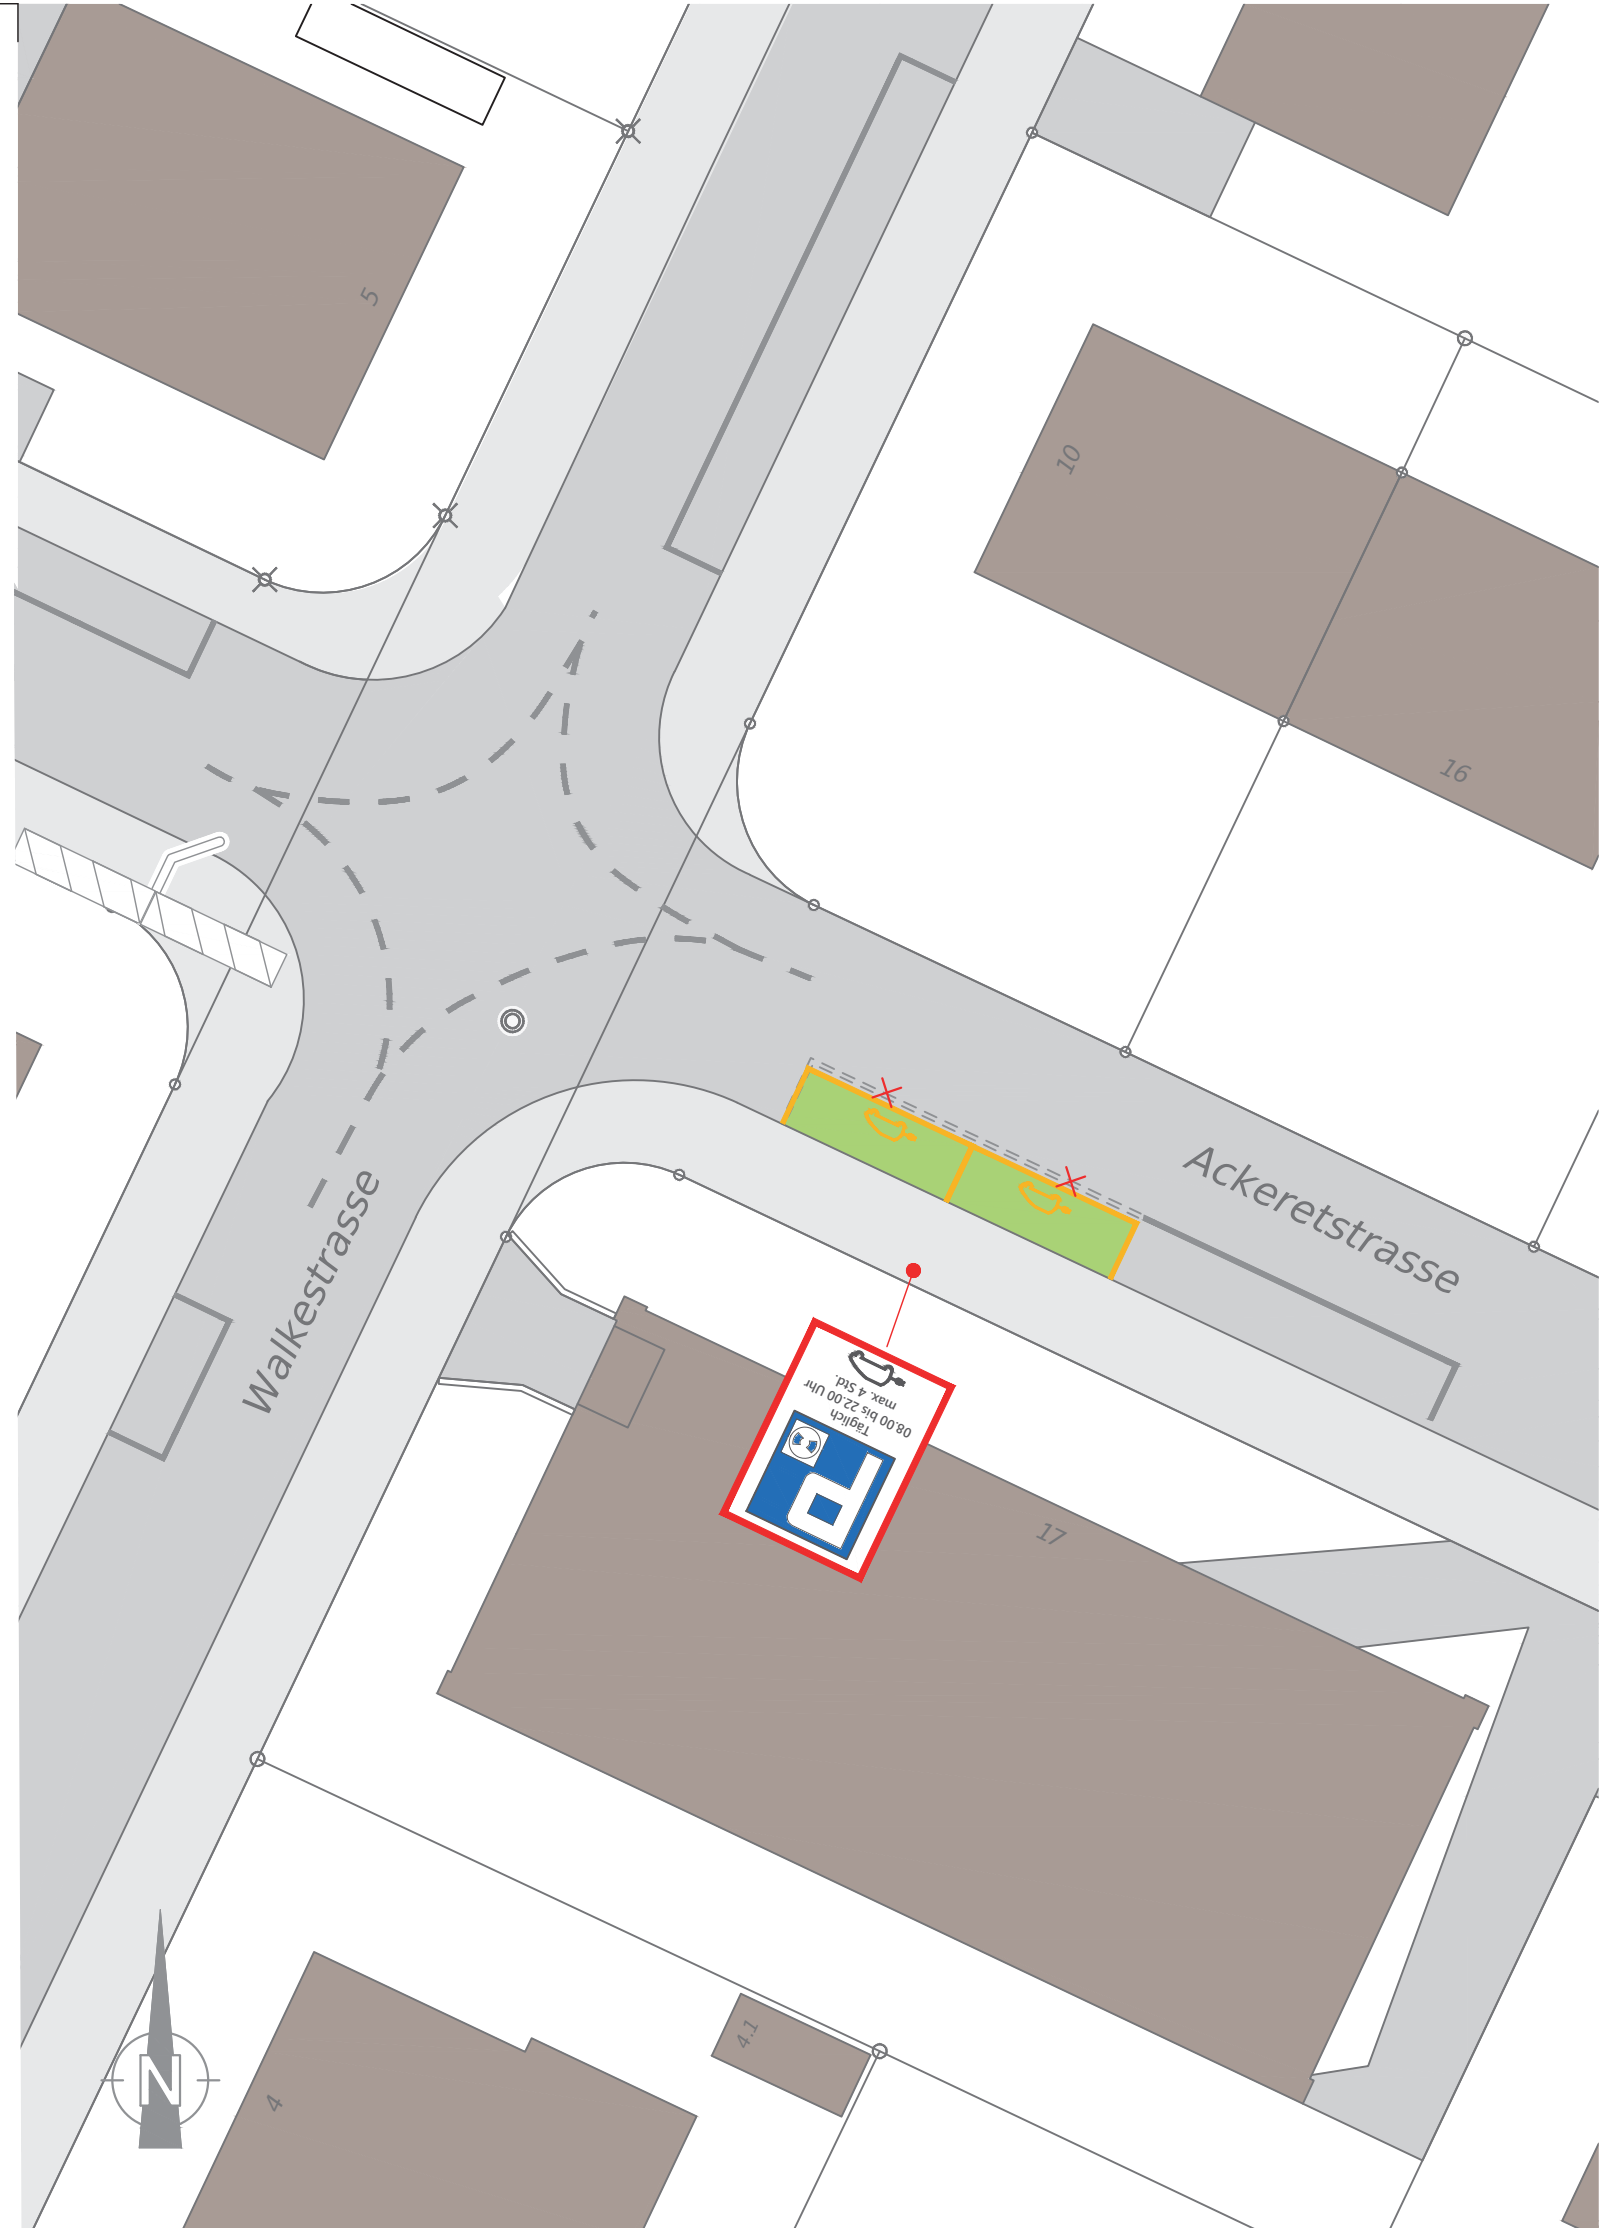 5
10
16
Ackeretstrasse
Walkestrasse
P
Täglich
08.00 bis 22.00 Uhr
max. 4 Std.
17
4.1
4
N